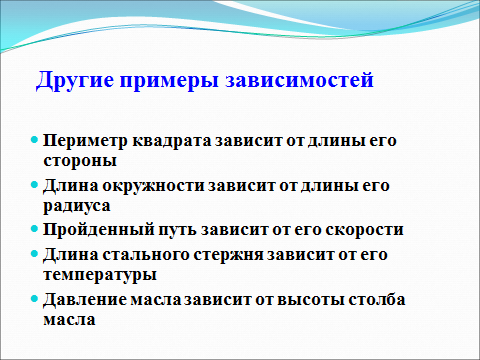 Другие примеры зависимостей
Периметр квадрата зависит от длины его
стороны
Длина окружности зависит от длины его
радиуса
Пройденный путь зависит от его скорости
Длина стального стержня зависит от его
температуры
Давление масла зависит от высоты столба
масла